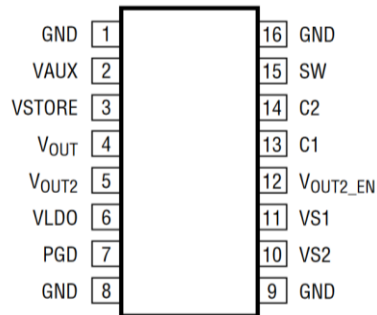 GND 1 16 GND
VAUX 2 15 SW
VSTORE 3 14 C2
VOUT 4 13 C1
VOUT2 5 12 VOUT2_EN
VLDO 6 11 VS1
PGD 7 10 VS2
GND 8 9 GND